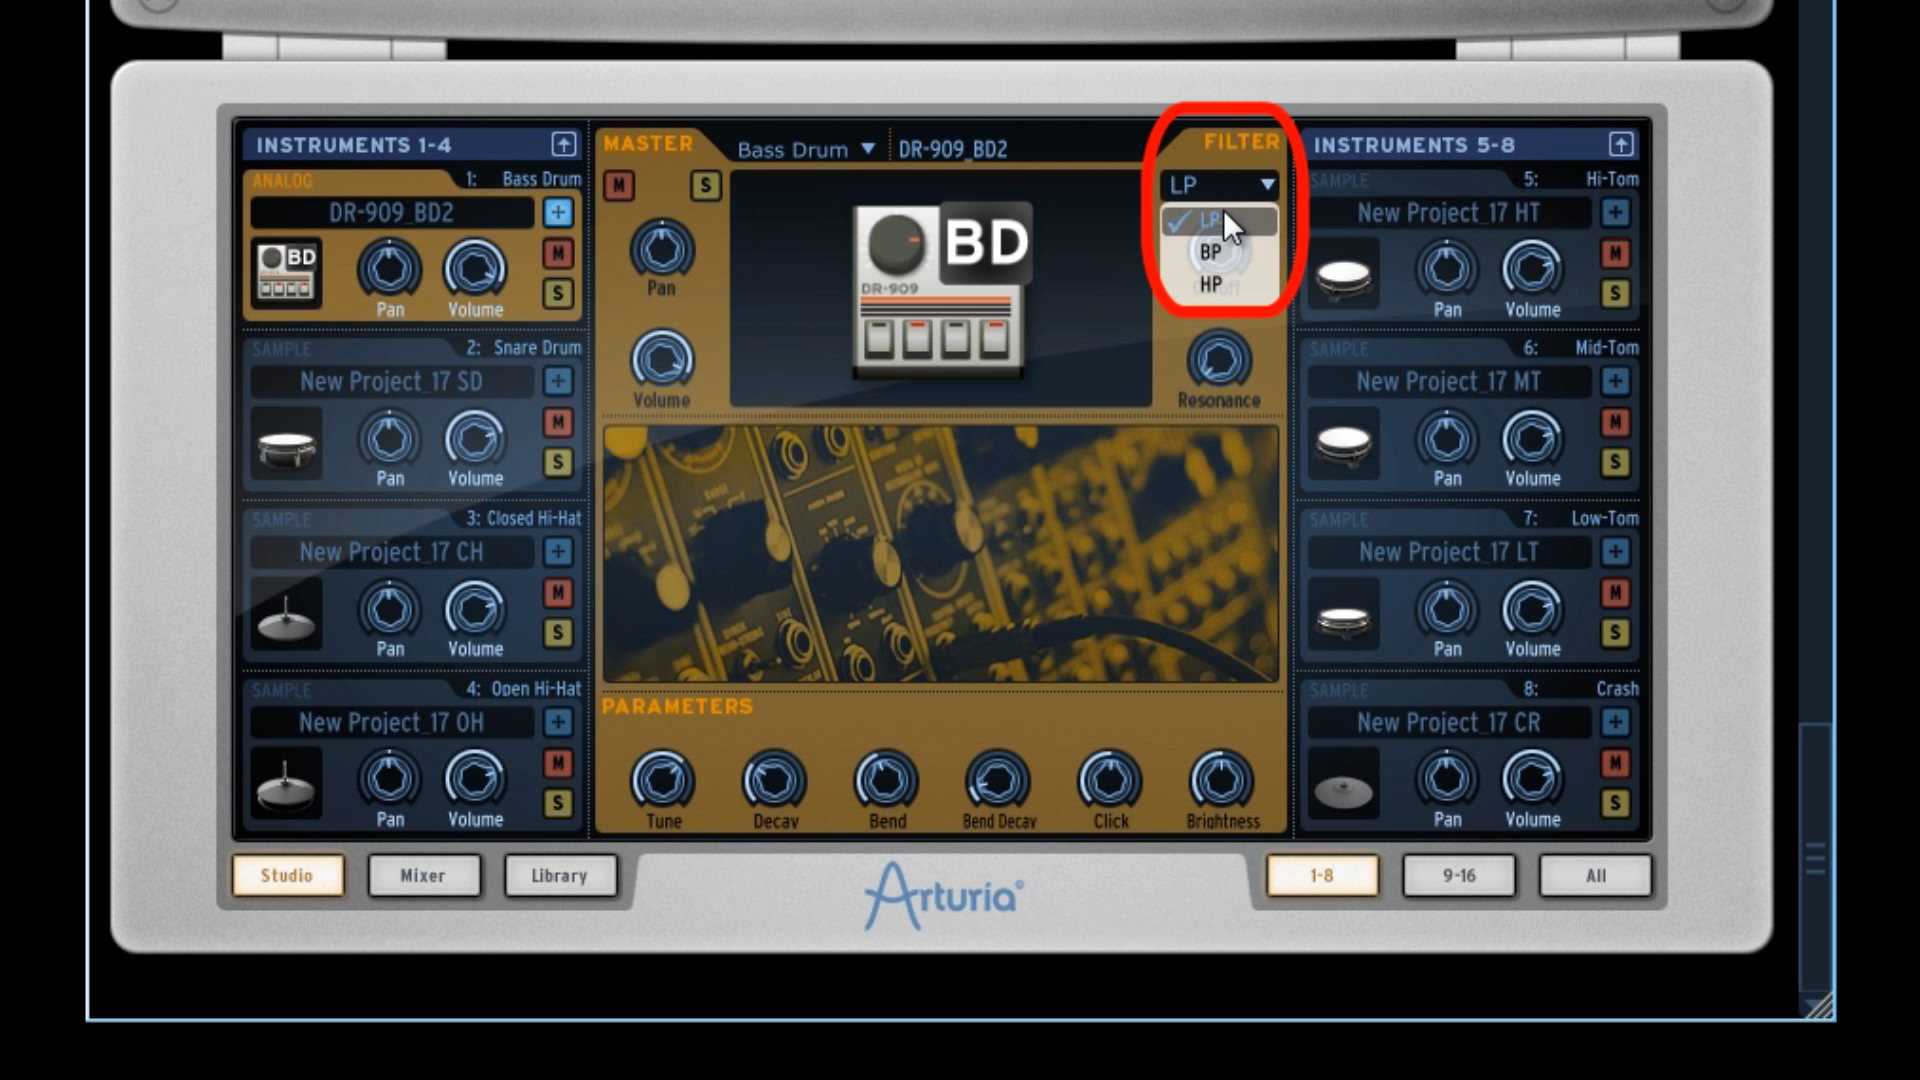 INSTRUMENTS 1-4
ANALOG
1: Bass Drum
DR-909_BD2
+
BD
M
S
Pan
Volume
SAMPLE
2: Snare Drum
New Project_17 SD
+
M
S
Pan
Volume
SAMPLE
3: Closed Hi-Hat
New Project_17 CH
+
M
S
Pan
Volume
SAMPLE
4: Open Hi-Hat
New Project_17 OH
+
M
S
Pan
Volume
MASTER
Bass Drum
DR-909_BD2
M
S
Pan
Volume
BD
DR-909
FILTER
LP
LP
BP
HP
Resonance
PARAMETERS
Tune
Decay
Bend
Bend Decay
Click
Brightness
INSTRUMENTS 5-8
SAMPLE
5: Hi-Tom
New Project_17 HT
+
M
S
Pan
Volume
SAMPLE
6: Mid-Tom
New Project_17 MT
+
M
S
Pan
Volume
SAMPLE
7: Low-Tom
New Project_17 LT
+
M
S
Pan
Volume
SAMPLE
8: Crash
New Project_17 CR
+
M
S
Pan
Volume
Studio
Mixer
Library
Arturia©
1-8
9-16
All